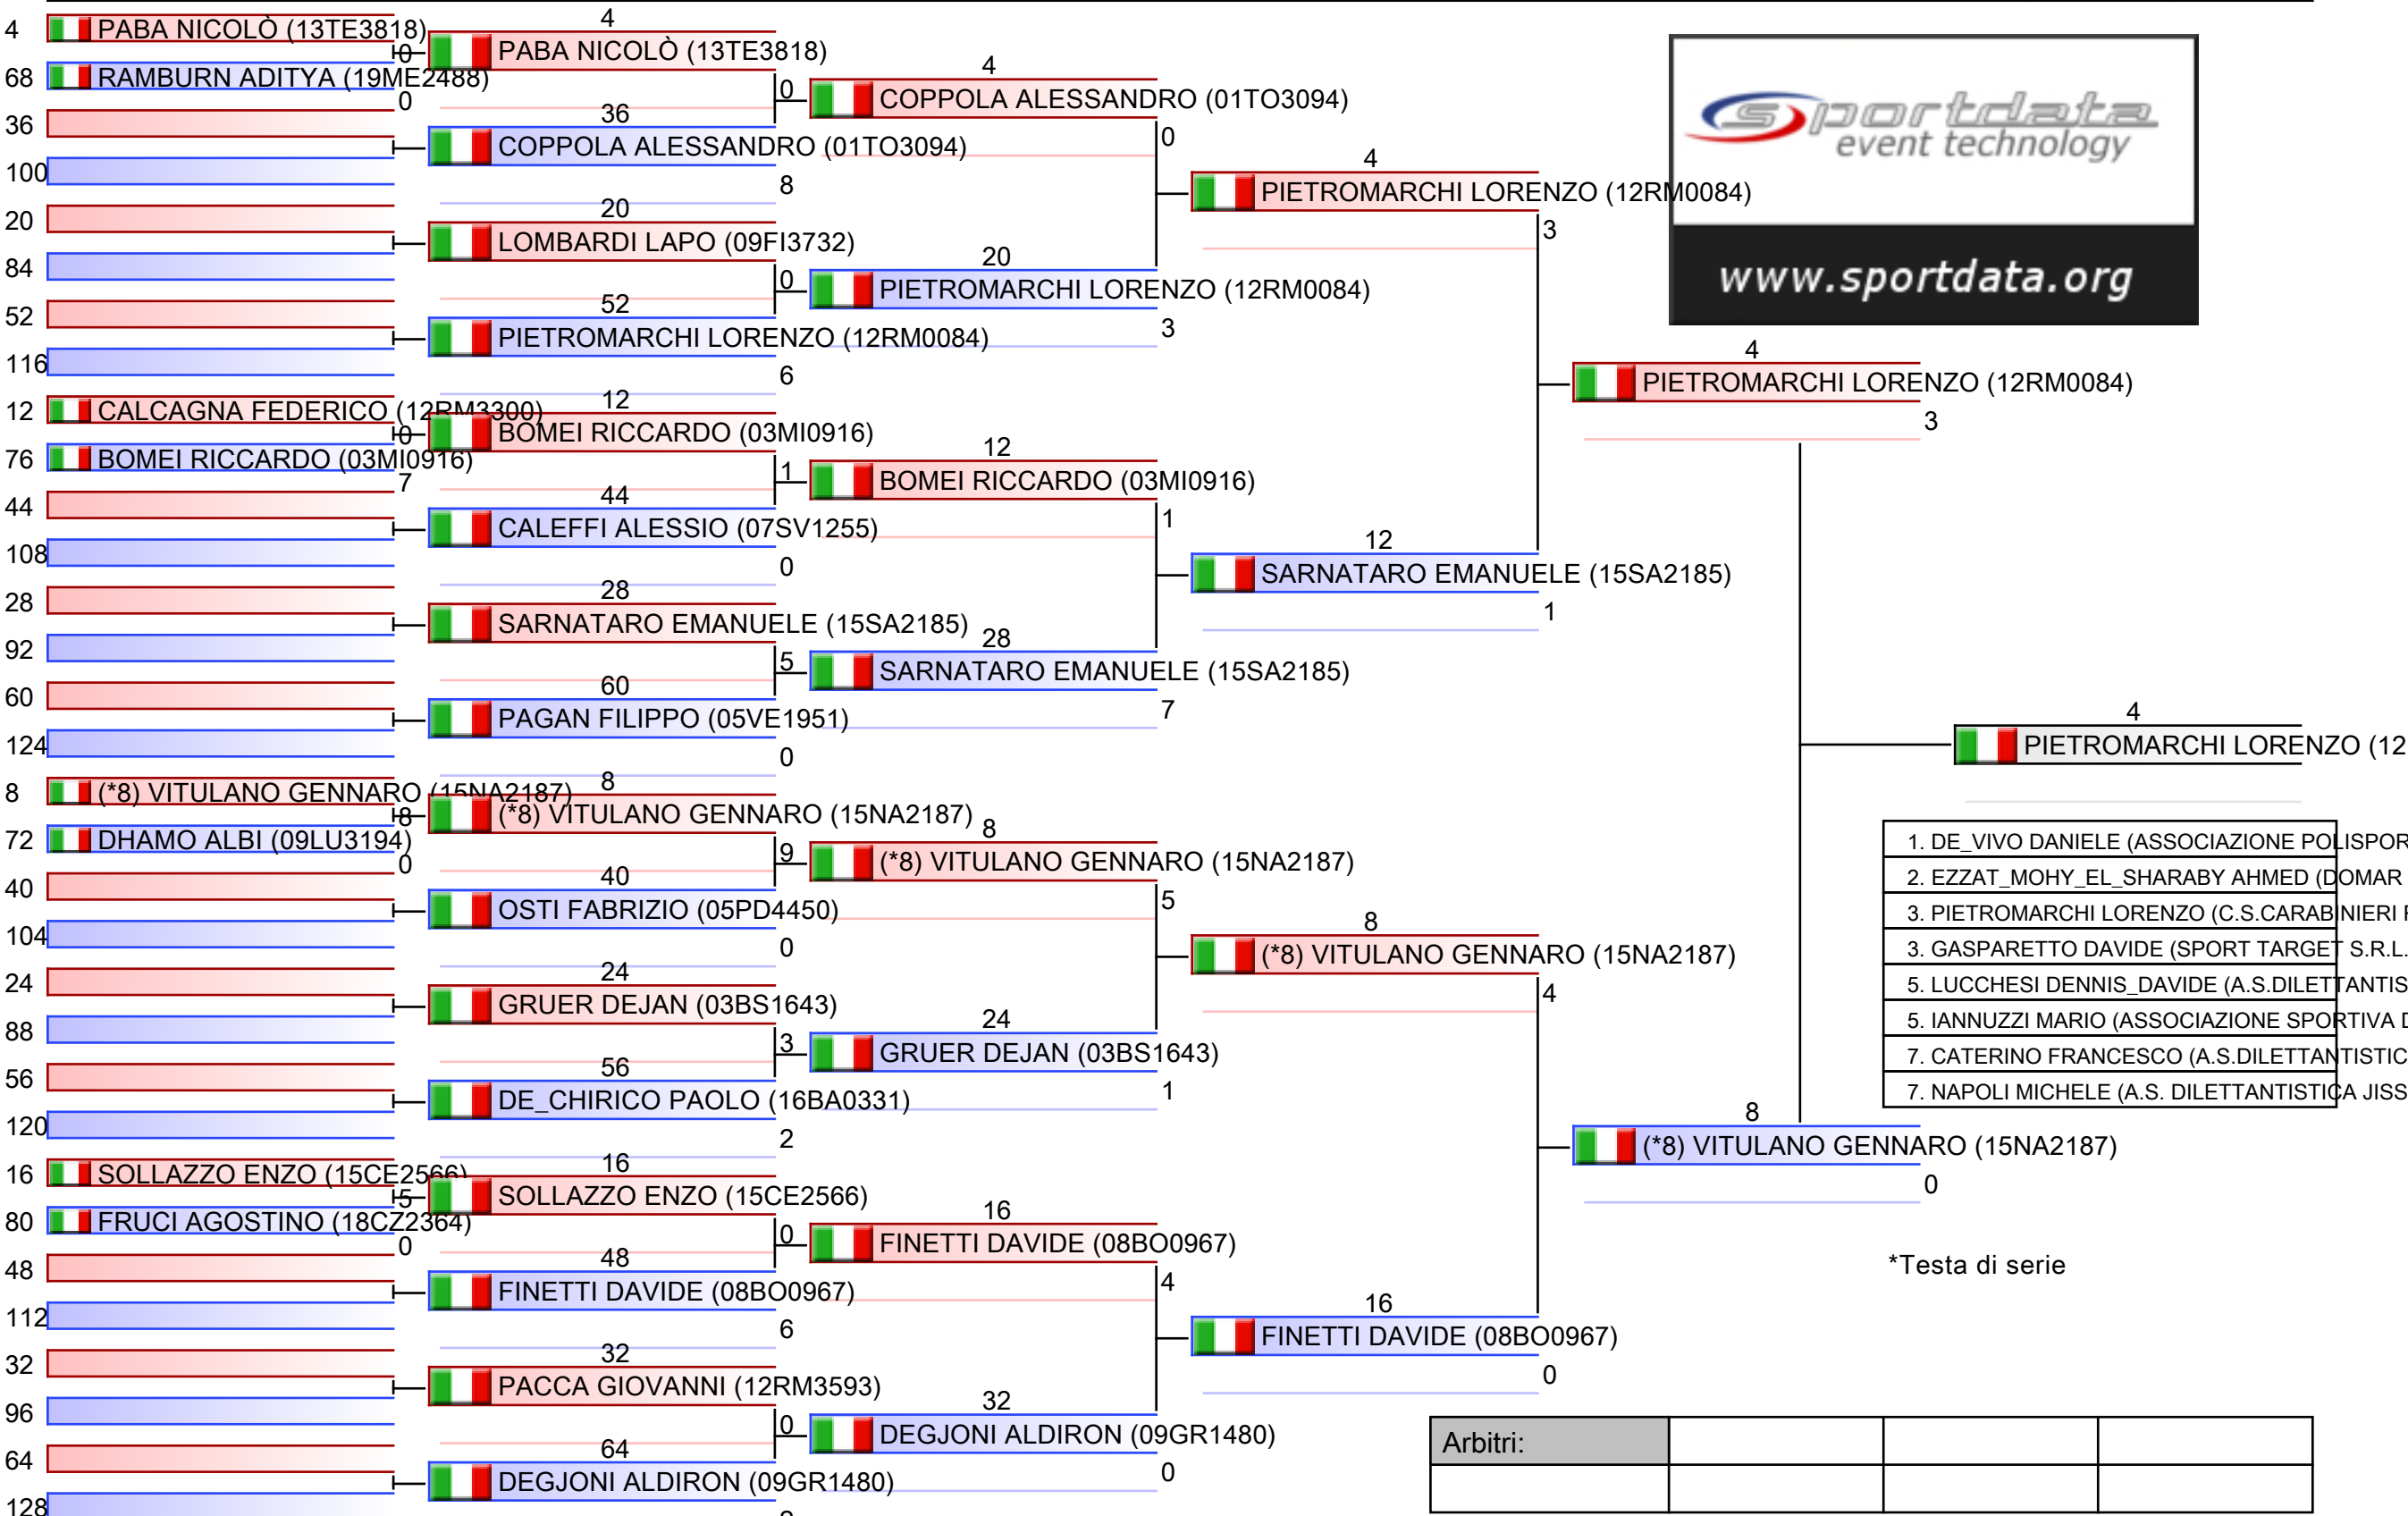 4 PABA NICOLÒ (13TE3818)
0
68 RAMBURN ADITYA (19ME2488)
0
36
100
20
84
52
116
12 CALCAGNA FEDERICO (12RM3300)
0
76 BOMEI RICCARDO (03MI0916)
7
44
108
28
92
60
124
8 (*8) VITULANO GENNARO (15NA2187)
8
72 DHAMO ALBI (09LU3194)
0
40
104
24
88
56
120
16 SOLLAZZO ENZO (15CE2566)
5
80 FRUCI AGOSTINO (18CZ2364)
0
48
112
32
96
64
128
4
PABA NICOLÒ (13TE3818)
0
36
COPPOLA ALESSANDRO (01TO3094)
8
20
LOMBARDI LAPO (09FI3732)
0
52
PIETROMARCHI LORENZO (12RM0084)
6
12
BOMEI RICCARDO (03MI0916)
1
44
CALEFFI ALESSIO (07SV1255)
0
28
SARNATARO EMANUELE (15SA2185)
5
60
PAGAN FILIPPO (05VE1951)
0
8
(*8) VITULANO GENNARO (15NA2187)
9
40
OSTI FABRIZIO (05PD4450)
0
24
GRUER DEJAN (03BS1643)
3
56
DE_CHIRICO PAOLO (16BA0331)
2
16
SOLLAZZO ENZO (15CE2566)
0
48
FINETTI DAVIDE (08BO0967)
6
32
PACCA GIOVANNI (12RM3593)
0
64
DEGJONI ALDIRON (09GR1480)
4
COPPOLA ALESSANDRO (01TO3094)
0
20
PIETROMARCHI LORENZO (12RM0084)
3
12
BOMEI RICCARDO (03MI0916)
1
28
SARNATARO EMANUELE (15SA2185)
7
8
(*8) VITULANO GENNARO (15NA2187)
5
24
GRUER DEJAN (03BS1643)
1
16
FINETTI DAVIDE (08BO0967)
4
32
DEGJONI ALDIRON (09GR1480)
0
4
PIETROMARCHI LORENZO (12RM0084)
3
12
SARNATARO EMANUELE (15SA2185)
1
8
(*8) VITULANO GENNARO (15NA2187)
4
16
FINETTI DAVIDE (08BO0967)
0
sportdata
event technology
www.sportdata.org
4
PIETROMARCHI LORENZO (12RM0084)
3
8
(*8) VITULANO GENNARO (15NA2187)
0
4
PIETROMARCHI LORENZO (12
1. DE_VIVO DANIELE (ASSOCIAZIONE POLISPOR
2. EZZAT_MOHY_EL_SHARABY AHMED (DOMAR
3. PIETROMARCHI LORENZO (C.S.CARABINIERI
3. GASPARETTO DAVIDE (SPORT TARGET S.R.L.
5. LUCCHESI DENNIS_DAVIDE (A.S.DILETTANTIS
5. IANNUZZI MARIO (ASSOCIAZIONE SPORTIVA
7. CATERINO FRANCESCO (A.S.DILETTANTISTIC
7. NAPOLI MICHELE (A.S. DILETTANTISTICA JISS
*Testa di serie
Arbitri: